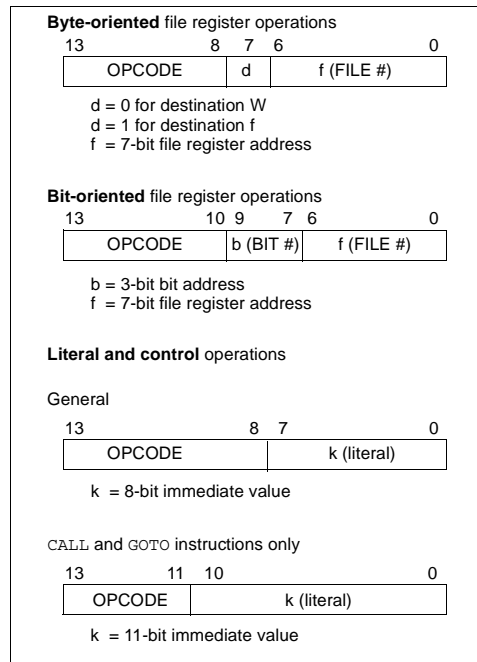 Byte-oriented file register operations
13 8 7 6 0
OPCODE d f (FILE #)
d = 0 for destination W
d = 1 for destination f
f = 7-bit file register address
Bit-oriented file register operations
13 10 9 7 6 0
OPCODE b (BIT #) f (FILE #)
b = 3-bit bit address
f = 7-bit file register address
Literal and control operations
General
13 8 7 0
OPCODE k (literal)
k = 8-bit immediate value
CALL and GOTO instructions only
13 11 10 0
OPCODE k (literal)
k = 11-bit immediate value